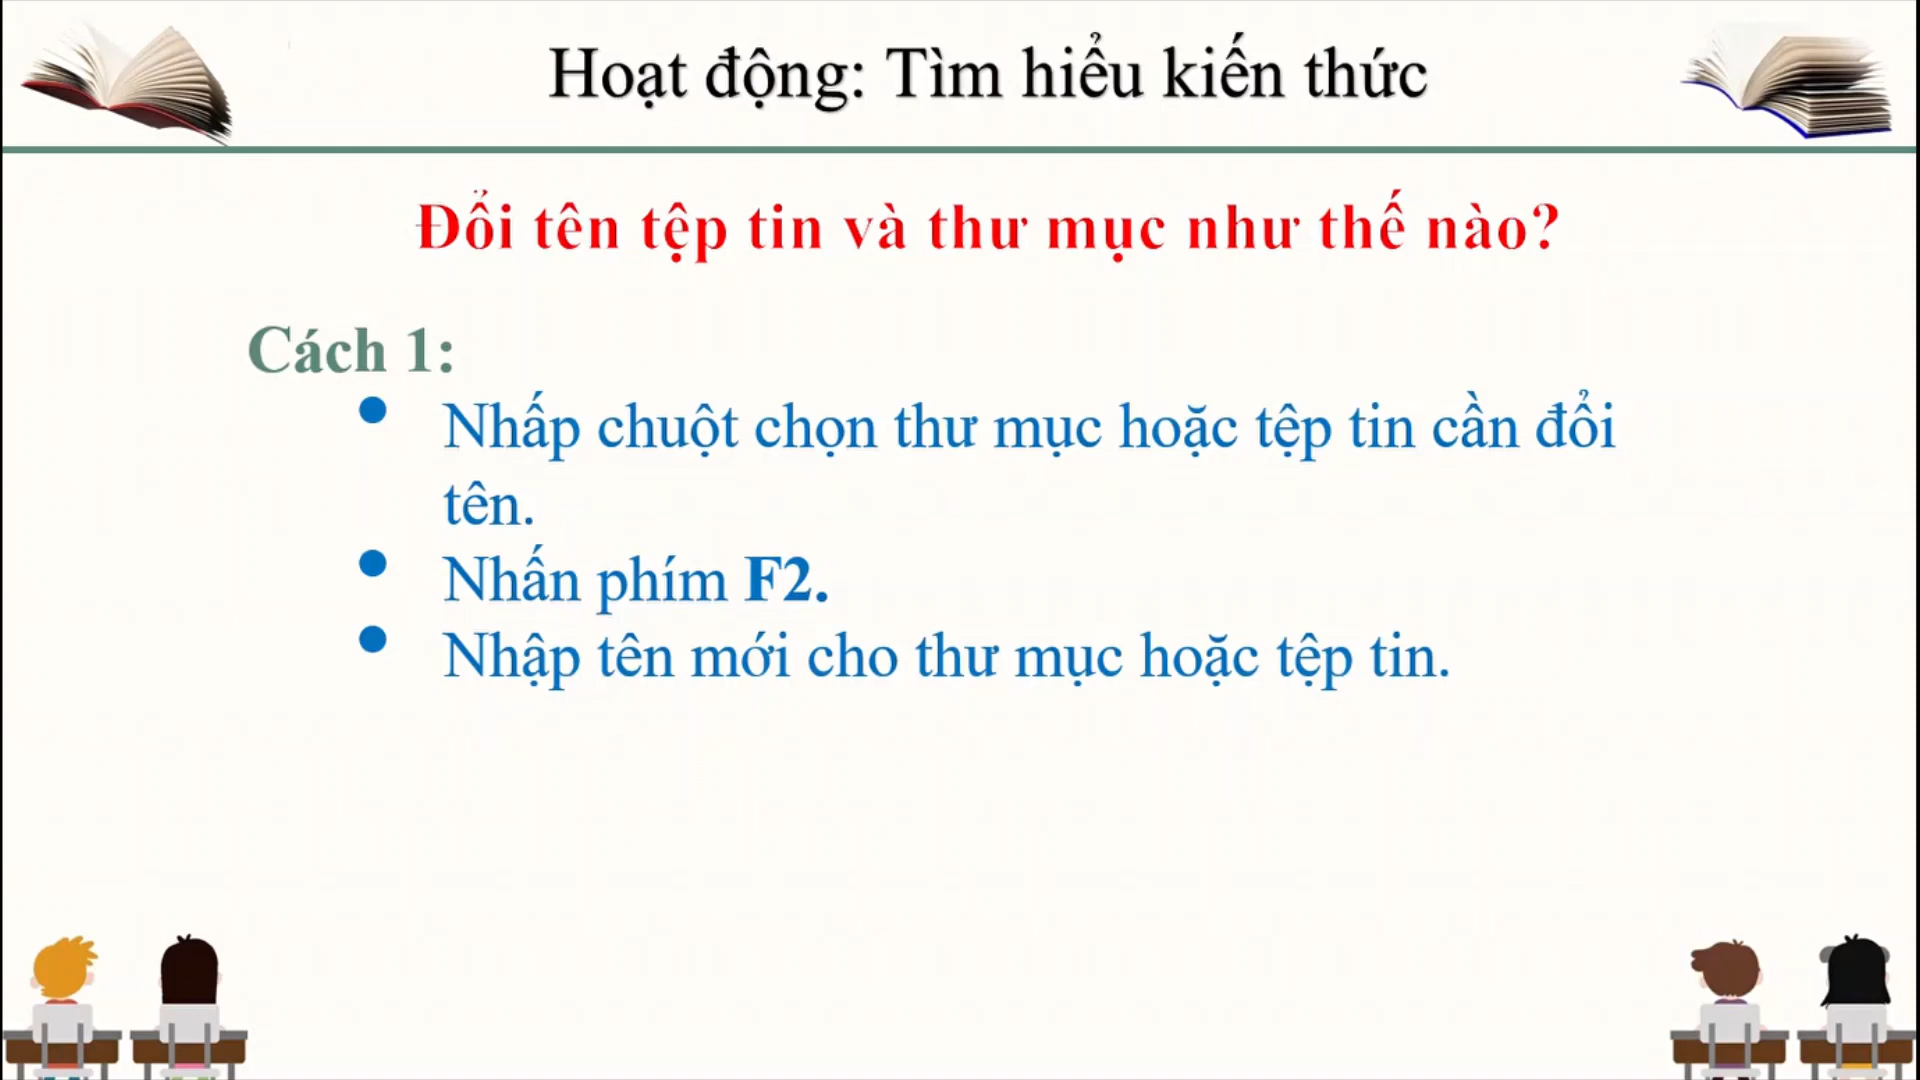 Hoạt động: Tìm hiểu kiến thức
Đổi tên tệp tin và thư mục như thế nào?
Cách 1:
• Nhấp chuột chọn thư mục hoặc tệp tin cần đổi
tên.
• Nhấn phím F2.
• Nhập tên mới cho thư mục hoặc tệp tin.